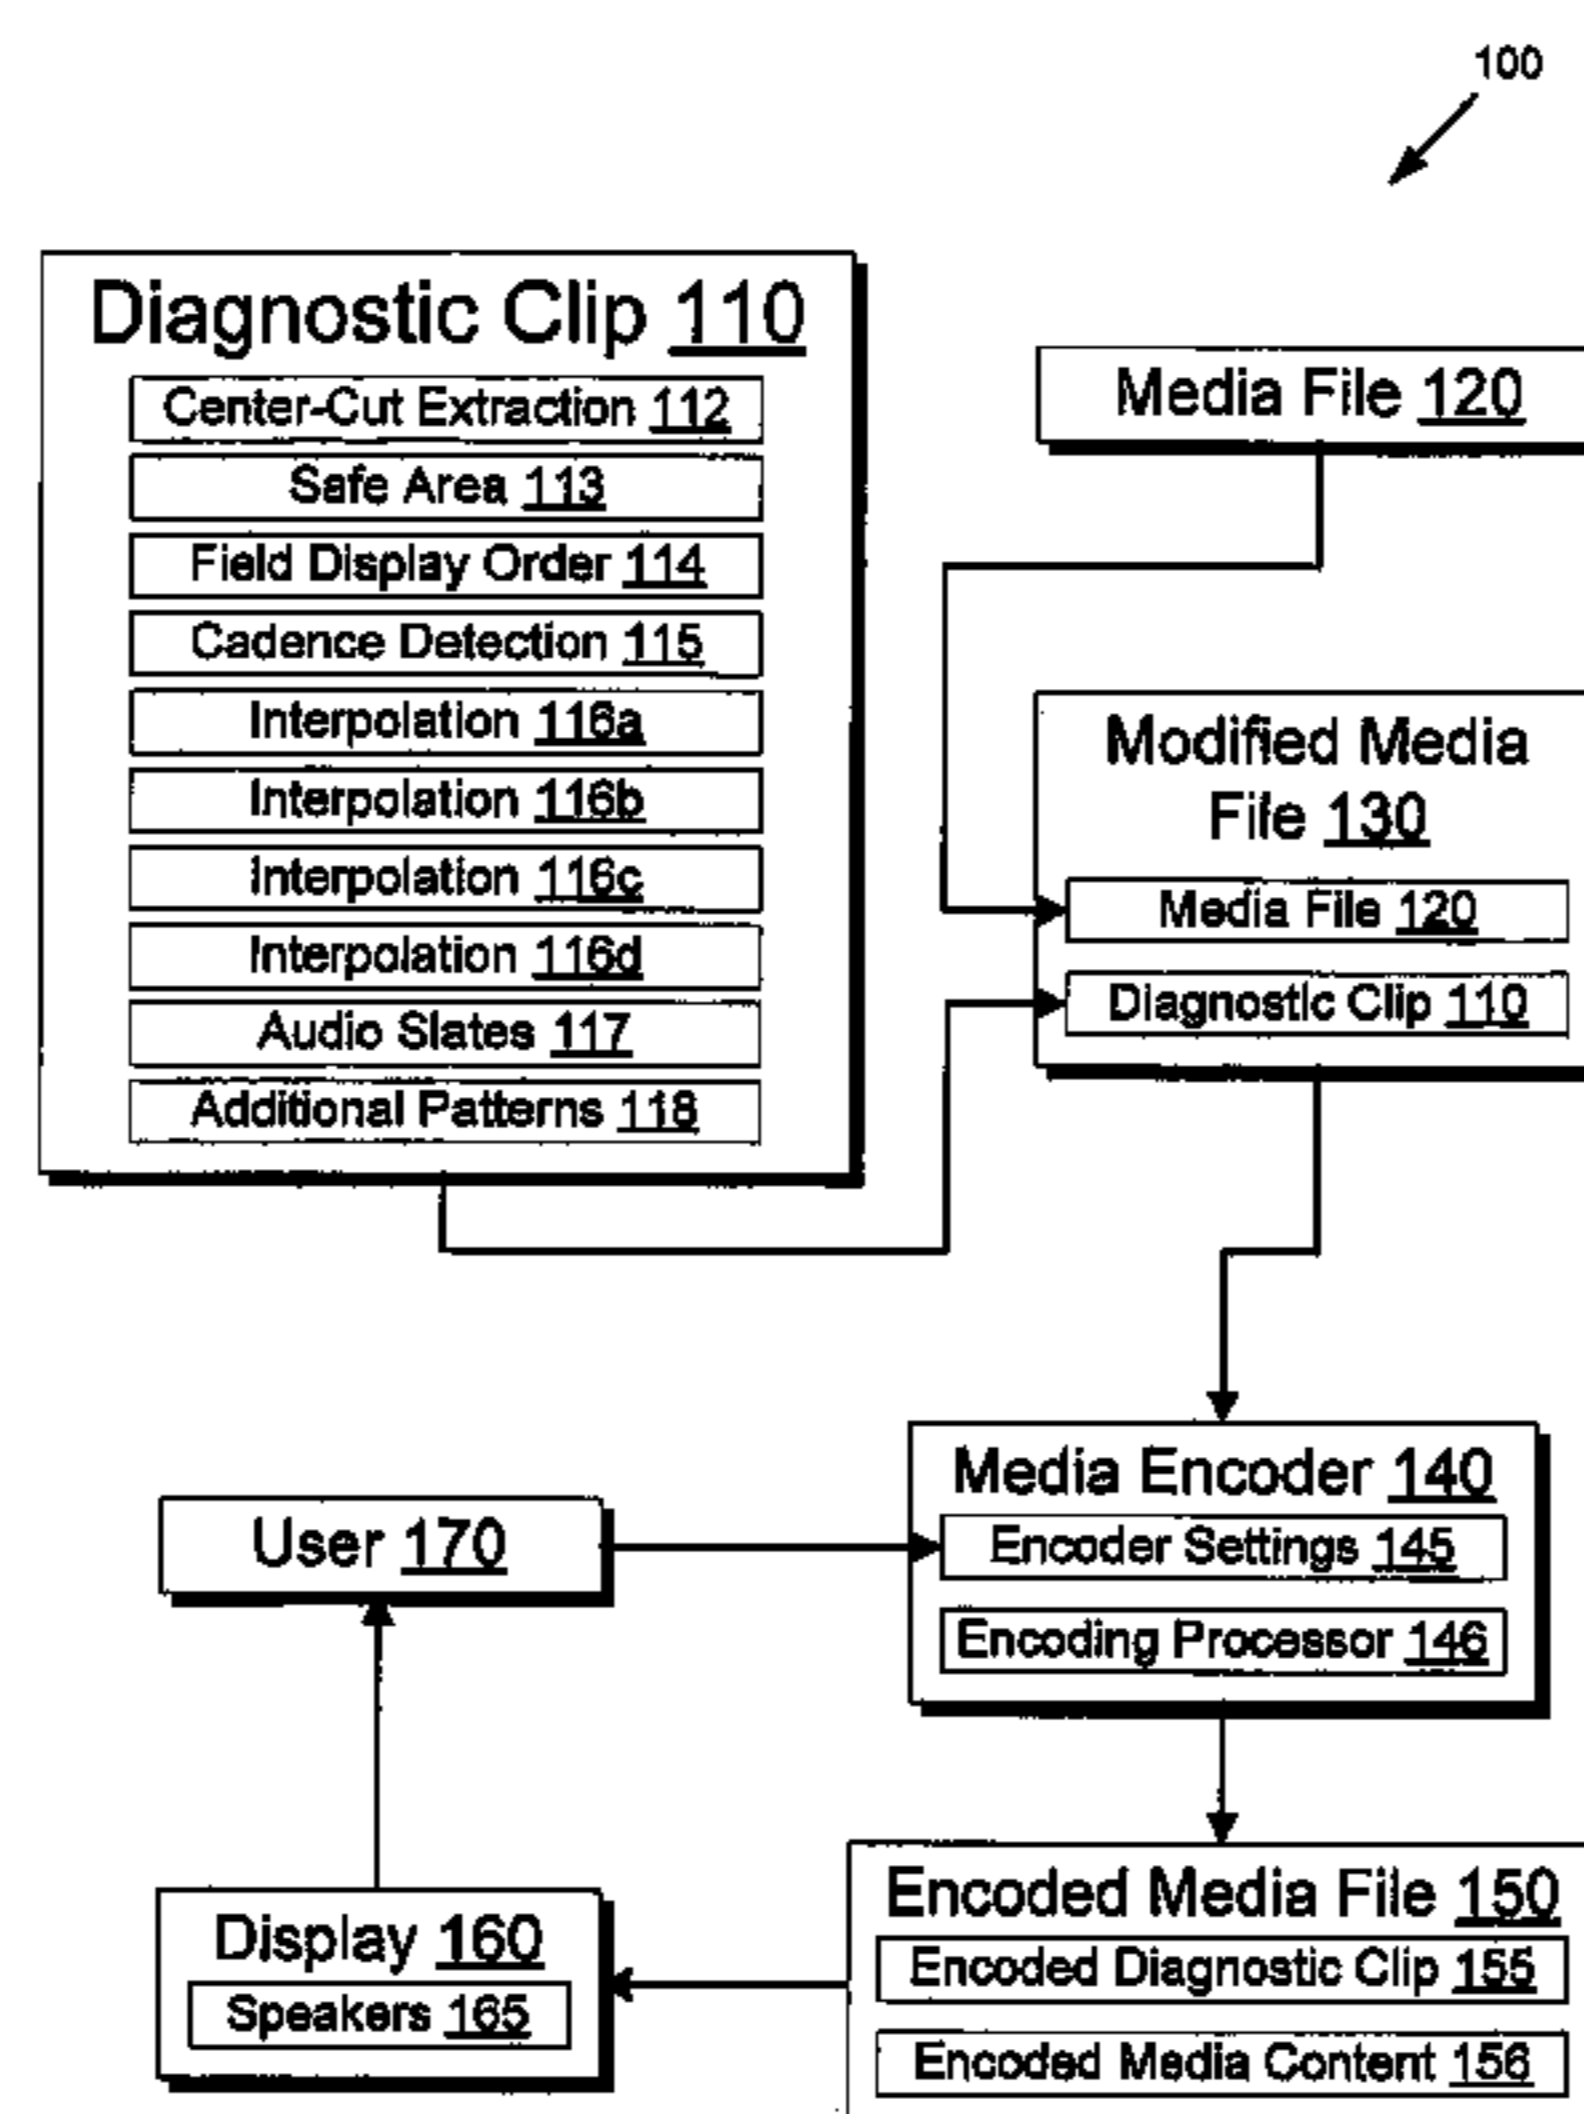 100
Diagnostic Clip 110
Center-Cut Extraction 112
Safe Area 113
Field Display Order 114
Cadence Detection 115
Interpolation 116a
Interpolation 116b
Interpolation 116c
Interpolation 116d
Audio Slates 117
Additional Patterns 118
Media File 120
Modified Media
File 130
Media File 120
Diagnostic Clip 110
Media Encoder 140
Encoder Settings 145
Encoding Processor 146
User 170
Display 160
Speakers 165
Encoded Media File 150
Encoded Diagnostic Clip 155
Encoded Media Content 156